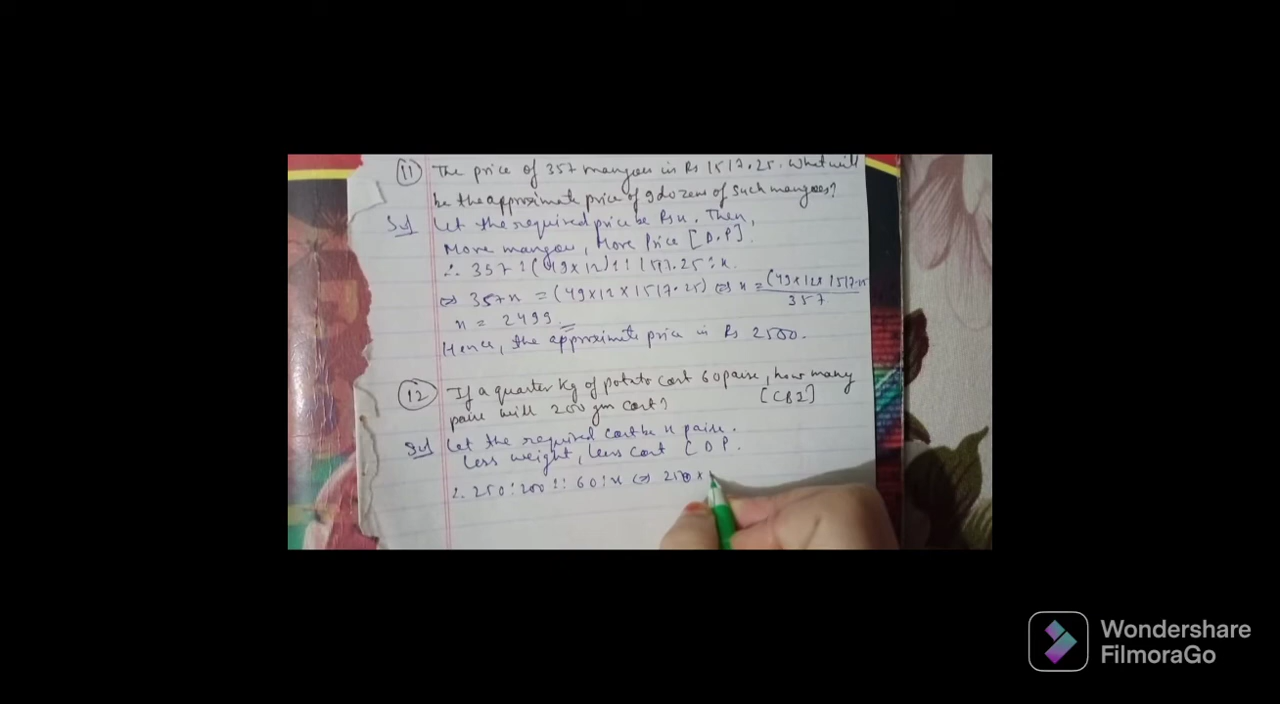 11 The price of 357 mangoes is Rs 1517.25. What will
be the approximate price of 9 dozens of such mangoes?
Sol Let the required price be Rs x. Then,
More mangoes, More Price [D.P].
∴ 357 : (49×12) :: 1517.25 : x.
⇔ 357x = (49×12×1517.25) ⇔ x = (49×12×1517.25
357
x = 2499.
Hence, the approximate price is Rs 2500.
12 If a quarter kg of potato cost 60 paise, how many
paise will 200 gm cost? [CBI]
Sol Let the required cost be x paise.
Less weight, less cost [D P.
∴ 250 : 200 :: 60 : x ⇔ 250 x
Wondershare
FilmoraGo